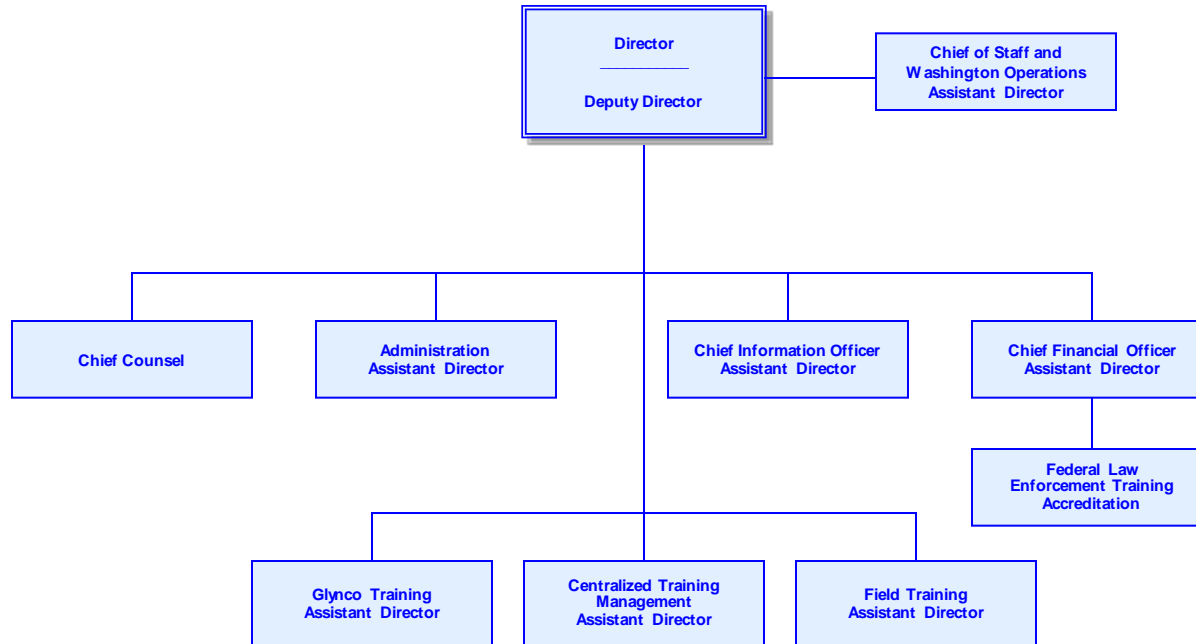 Director
Deputy Director
Chief of Staff and
Washington Operations
Assistant Director
Chief Counsel
Administration
Assistant Director
Chief Information Officer
Assistant Director
Chief Financial Officer
Assistant Director
Federal Law
Enforcement Training
Accreditation
Glynco Training
Assistant Director
Centralized Training
Management
Assistant Director
Field Training
Assistant Director